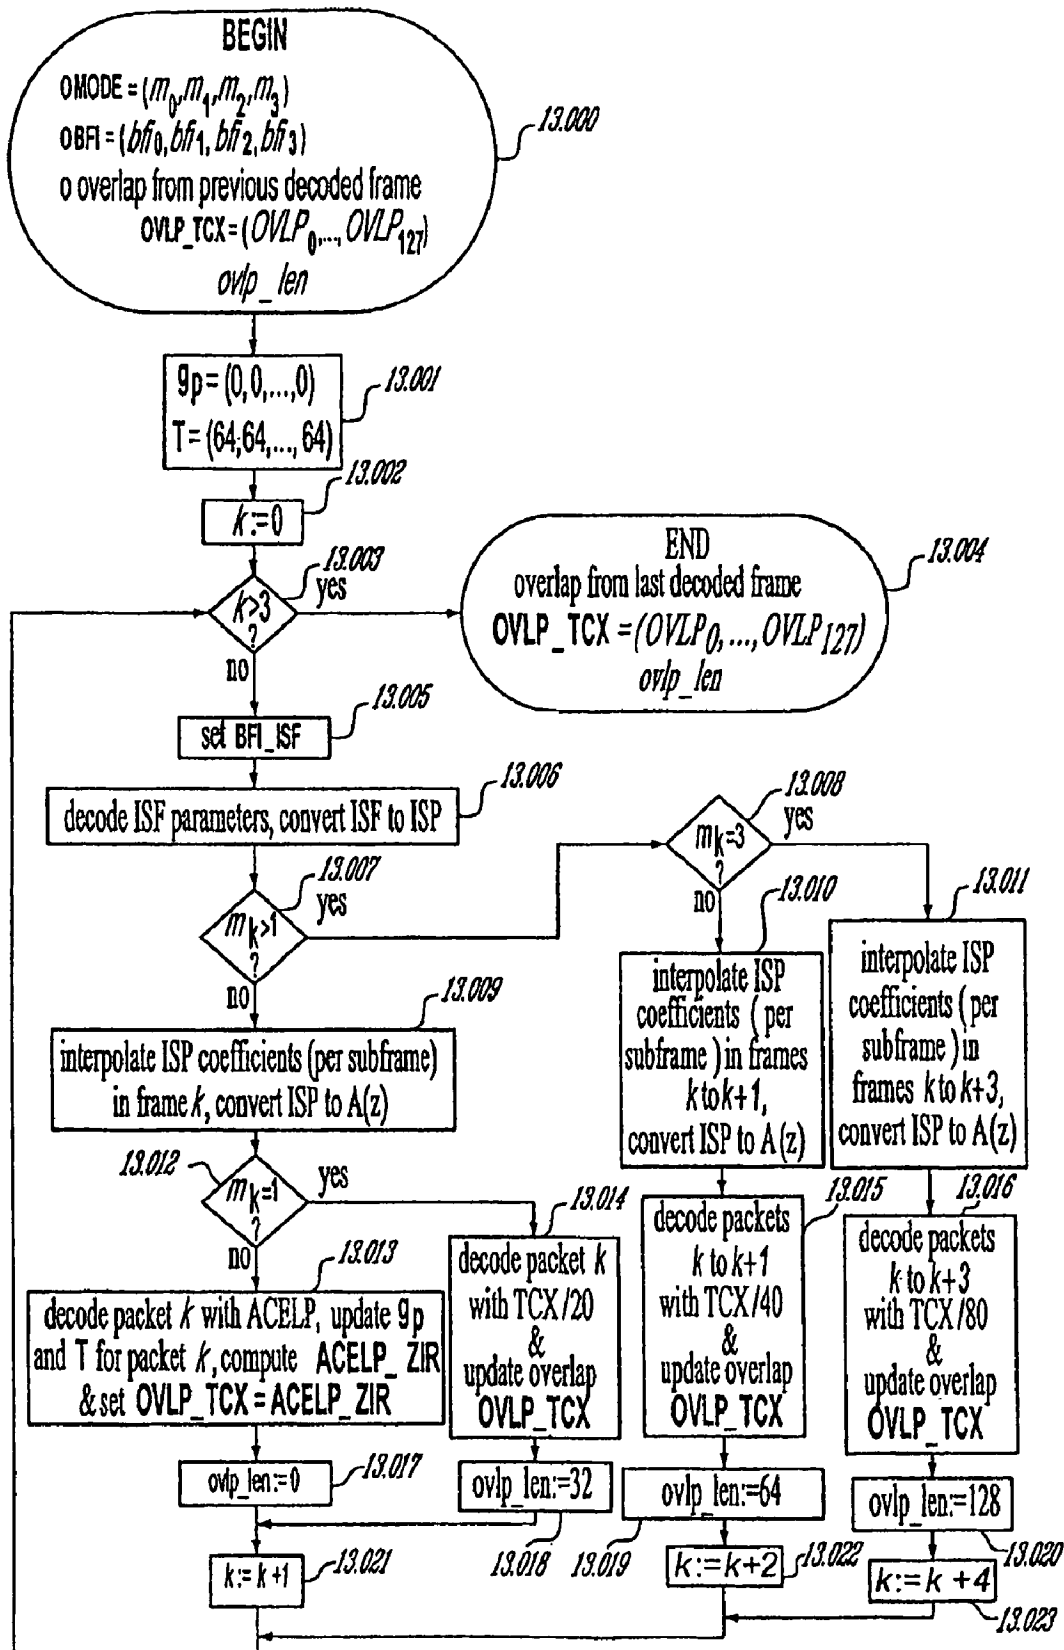 BEGIN
o MODE = (m0, m1, m2, m3)
o BFI = (bfi0, bfi1, bfi2, bfi3)
o overlap from previous decoded frame
OVLP_TCX = (OVLP0,..., OVLP127)
ovlp_len
13.000
gp = (0, 0,...,0)
T = (64,64,..., 64)
13.001
13.002
k:=0
13.003
k>3
?
yes
no
END
overlap from last decoded frame
OVLP_TCX = (OVLP0, ..., OVLP127)
ovlp_len
13.004
13.005
set BFI_ISF
13.006
decode ISF parameters, convert ISF to ISP
13.007
mk>1
?
yes
no
13.008
mk=3
?
yes
no
13.009
interpolate ISP coefficients (per subframe)
in frame k, convert ISP to A(z)
13.010
interpolate ISP
coefficients (per
subframe) in frames
k to k+1,
convert ISP to A(z)
13.011
interpolate ISP
coefficients (per
subframe) in
frames k to k+3,
convert ISP to A(z)
13.012
mk=1
?
yes
no
13.013
decode packet k with ACELP, update gp
and T for packet k, compute ACELP_ZIR
& set OVLP_TCX = ACELP_ZIR
13.014
decode packet k
with TCX/20
&
update overlap
OVLP_TCX
13.015
decode packets
k to k+1
with TCX/40
&
update overlap
OVLP_TCX
13.016
decode packets
k to k+3
with TCX/80
&
update overlap
OVLP_TCX
ovlp_len:=0
13.017
ovlp_len:=32
13.018
ovlp_len:=64
13.019
ovlp_len:=128
13.020
k:= k+1
13.021
k:=k+2
13.022
k:=k +4
13.023